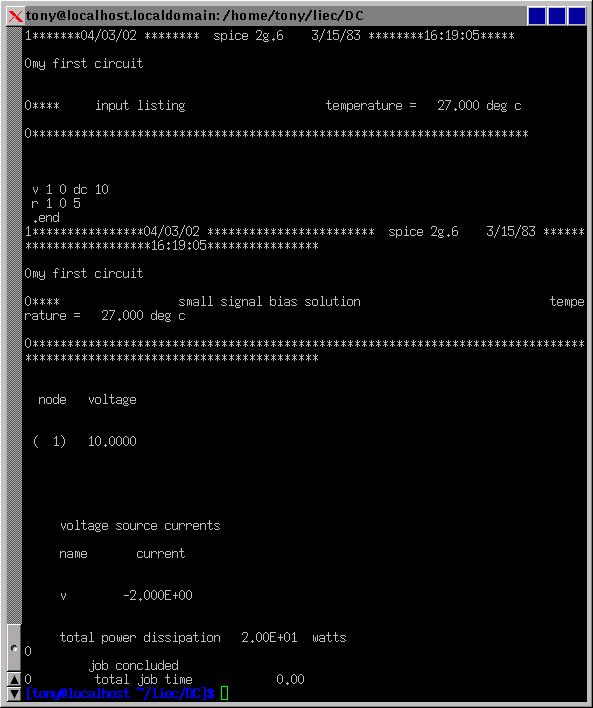 tony@localhost.localdomain: /home/tony/liec/DC
1*******04/03/02 ******** spice 2g.6 3/15/83 ********16:19:05*****
0my first circuit
0**** input listing temperature = 27.000 deg c
0***********************************************************************
v 1 0 dc 10
r 1 0 5
.end
1****************04/03/02 ************************ spice 2g.6 3/15/83 ******
******************16:19:05****************
0my first circuit
0**** small signal bias solution tempe
rature = 27.000 deg c
0*******************************************************************************
******************************************
node voltage
( 1) 10.0000
voltage source currents
name current
v -2.000E+00
total power dissipation 2.00E+01 watts
0
job concluded
0 total job time 0.00
[tony@localhost ~/liec/DC]$